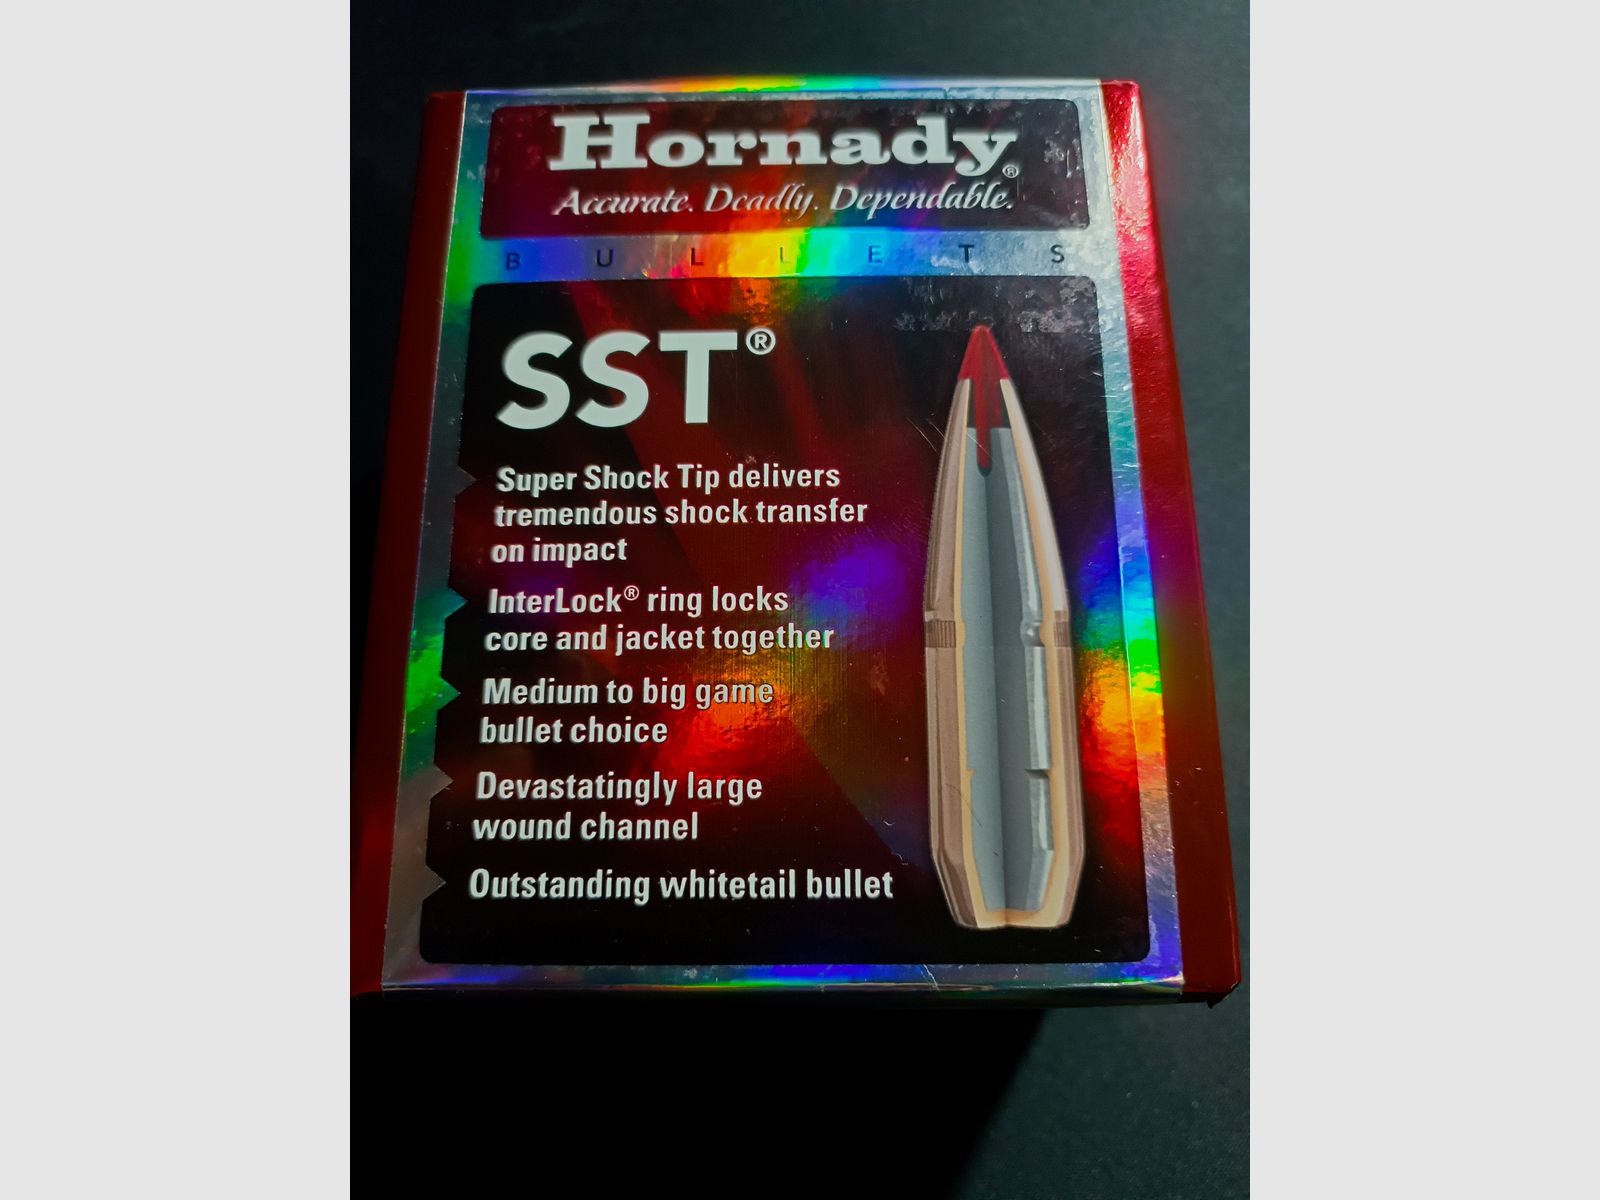 Hornady®
Accurate. Deadly. Dependable.
BULLETS
SST®
Super Shock Tip delivers
tremendous shock transfer
on impact
InterLock® ring locks
core and jacket together
Medium to big game
bullet choice
Devastatingly large
wound channel
Outstanding whitetail bullet